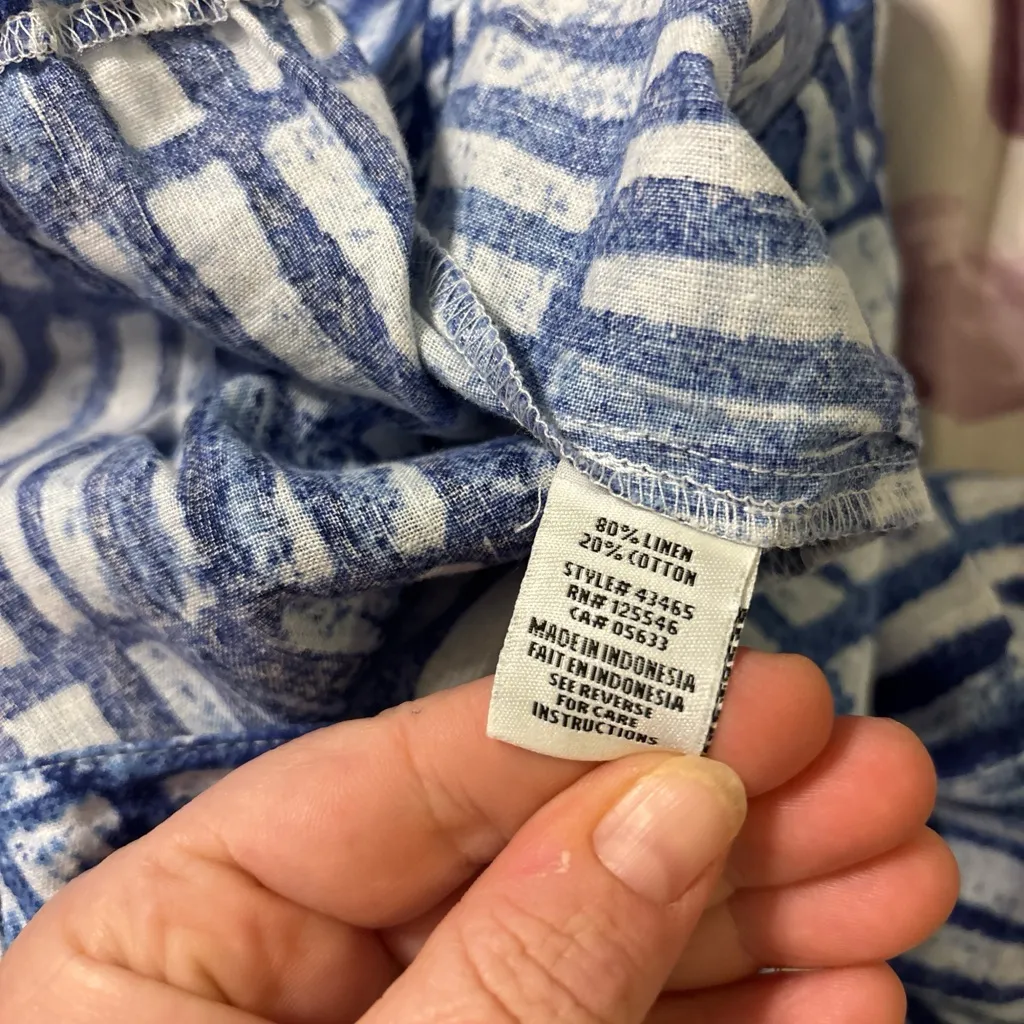 80% LINEN
20% COTTON
STYLE# 43465
RN# 125546
CA# 05633
MADE IN INDONESIA
FAIT EN INDONESIA
SEE REVERSE
FOR CARE
INSTRUCTIONS